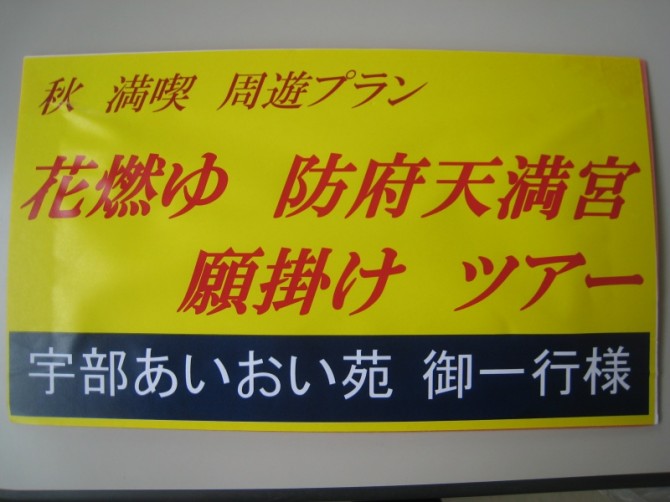 秋 満喫 周遊プラン
花燃ゆ 防府天満宮
願掛け ツアー
宇部あいおい苑 御一行様